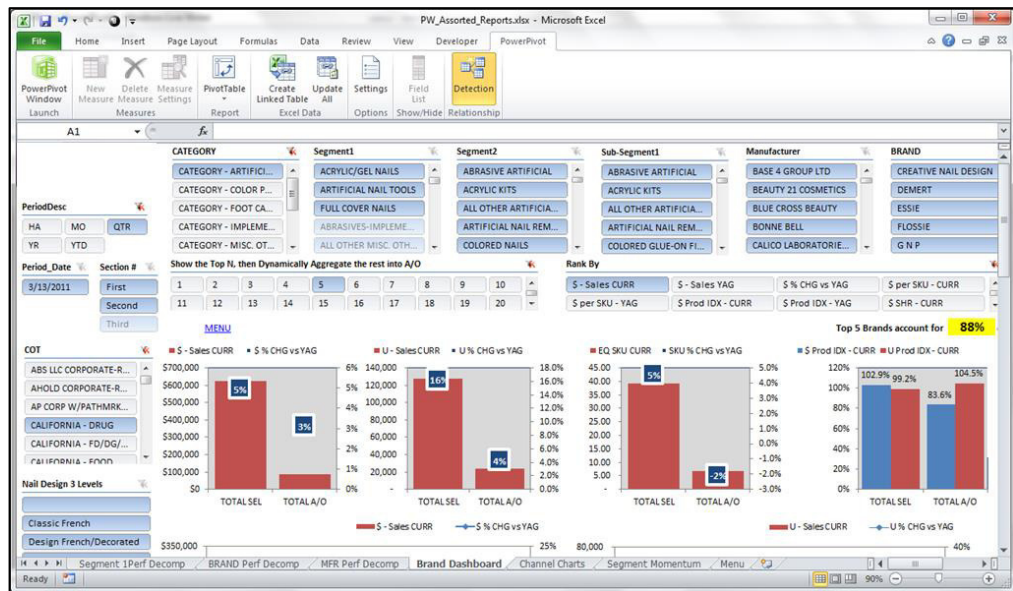 PW_Assorted_Reports.xlsx - Microsoft Excel
File Home Insert Page Layout Formulas Data Review View Developer PowerPivot
PowerPivot Window New Measure Delete Measure Measure Settings PivotTable Create Linked Table Update All Settings Field List Detection
Launch Measures Report Excel Data Options Show/Hide Relationship
A1 fx
CATEGORY Segment1 Segment2 Sub-Segment1 Manufacturer BRAND
CATEGORY - ARTIFICI... ACRYLIC/GEL NAILS ABRASIVE ARTIFICIAL ABRASIVE ARTIFICIAL BASE 4 GROUP LTD CREATIVE NAIL DESIGN
CATEGORY - COLOR P... ARTIFICIAL NAIL TOOLS ACRYLIC KITS ACRYLIC KITS BEAUTY 21 COSMETICS DEMERT
PeriodDesc CATEGORY - FOOT CA... FULL COVER NAILS ALL OTHER ARTIFICIA... ALL OTHER ARTIFICIA... BLUE CROSS BEAUTY ESSIE
HA MO QTR CATEGORY - IMPLEME... ABRASIVES-IMPLEME... ARTIFICIAL NAIL REM... ARTIFICIAL NAIL REM... BONNE BELL FLOSSIE
YR YTD CATEGORY - MISC. OT... ALL OTHER MISC. OTH... COLORED NAILS COLORED GLUE-ON FI... CALICO LABORATORIE... G N P
Period_Date Section # Show the Top N, then Dynamically Aggregate the rest into A/O Rank By
3/13/2011 First 1 2 3 4 5 6 7 8 9 10 $ - Sales CURR $ - Sales YAG $ % CHG vs YAG $ per SKU - CURR
Second 11 12 13 14 15 16 17 18 19 20 $ per SKU - YAG $ Prod IDX - CURR $ Prod IDX - YAG $ SHR - CURR
Third MENU Top 5 Brands account for 88%
COT $ - Sales CURR $ % CHG vs YAG U - Sales CURR U % CHG vs YAG EQ SKU CURR SKU % CHG vs YAG $ Prod IDX - CURR U Prod IDX - CURR
ABS LLC CORPORATE-R...
AHOLD CORPORATE-R...
AP CORP W/PATHMRK...
CALIFORNIA - DRUG
CALIFORNIA - FD/DG/...
CALIFORNIA - FOOD
$700,000 6% 140,000 18.0% 45.00 5.0% 120%
$600,000 5% 120,000 16.0% 40.00 4.0% 100%
$500,000 4% 100,000 14.0% 35.00 3.0% 80%
$400,000 3% 80,000 12.0% 30.00 2.0% 60%
$300,000 2% 60,000 10.0% 25.00 1.0% 40%
$200,000 1% 40,000 8.0% 20.00 0.0% 20%
$100,000 0% 20,000 6.0% 15.00 -1.0% 0%
$0 - 4.0% 10.00 -2.0%
2.0% 5.00 -3.0%
0.0% -
5% 3% 16% 4% 5% -2% 102.9% 99.2% 83.6% 104.5%
TOTAL SEL TOTAL A/O TOTAL SEL TOTAL A/O TOTAL SEL TOTAL A/O TOTAL SEL TOTAL A/O
Nail Design 3 Levels
Classic French
Design French/Decorated
$ - Sales CURR $ % CHG vs YAG U - Sales CURR U % CHG vs YAG
$350,000 25% 80,000 40%
Segment 1Perf Decomp BRAND Perf Decomp MFR Perf Decomp Brand Dashboard Channel Charts Segment Momentum Menu
Ready 90%